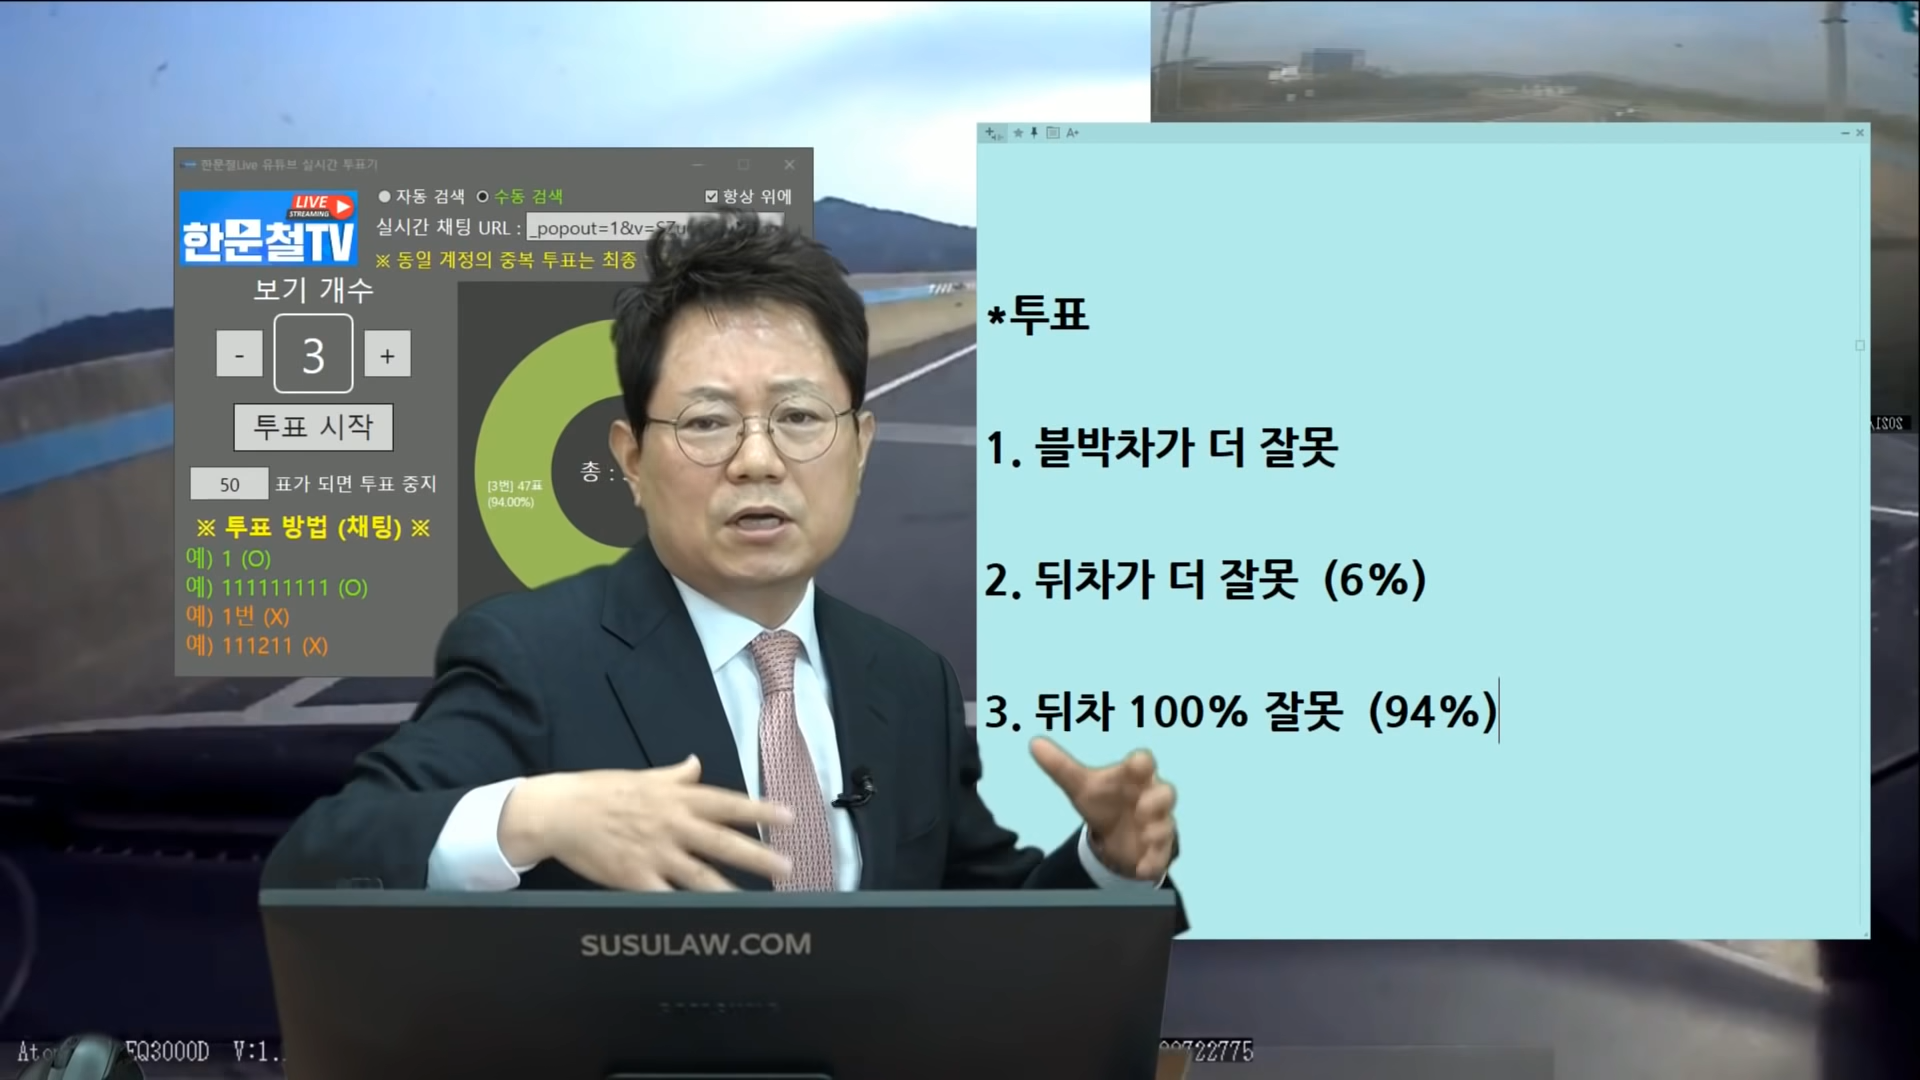 한문철Live 유튜브 실시간 투표기
LIVE
STREAMING
한문철TV
자동 검색 수동 검색 항상 위에
실시간 채팅 URL : _popout=1&v=
※ 동일 계정의 중복 투표는 최종
보기 개수
- 3 +
투표 시작
50 표가 되면 투표 중지
※ 투표 방법 (채팅) ※
예) 1 (O)
예) 111111111 (O)
예) 1번 (X)
예) 111211 (X)
[3번] 47표
(94.00%)
총 :
*투표
1. 블박차가 더 잘못
2. 뒤차가 더 잘못 (6%)
3. 뒤차 100% 잘못 (94%)
SUSULAW.COM
EQ3000D V:1.
722775